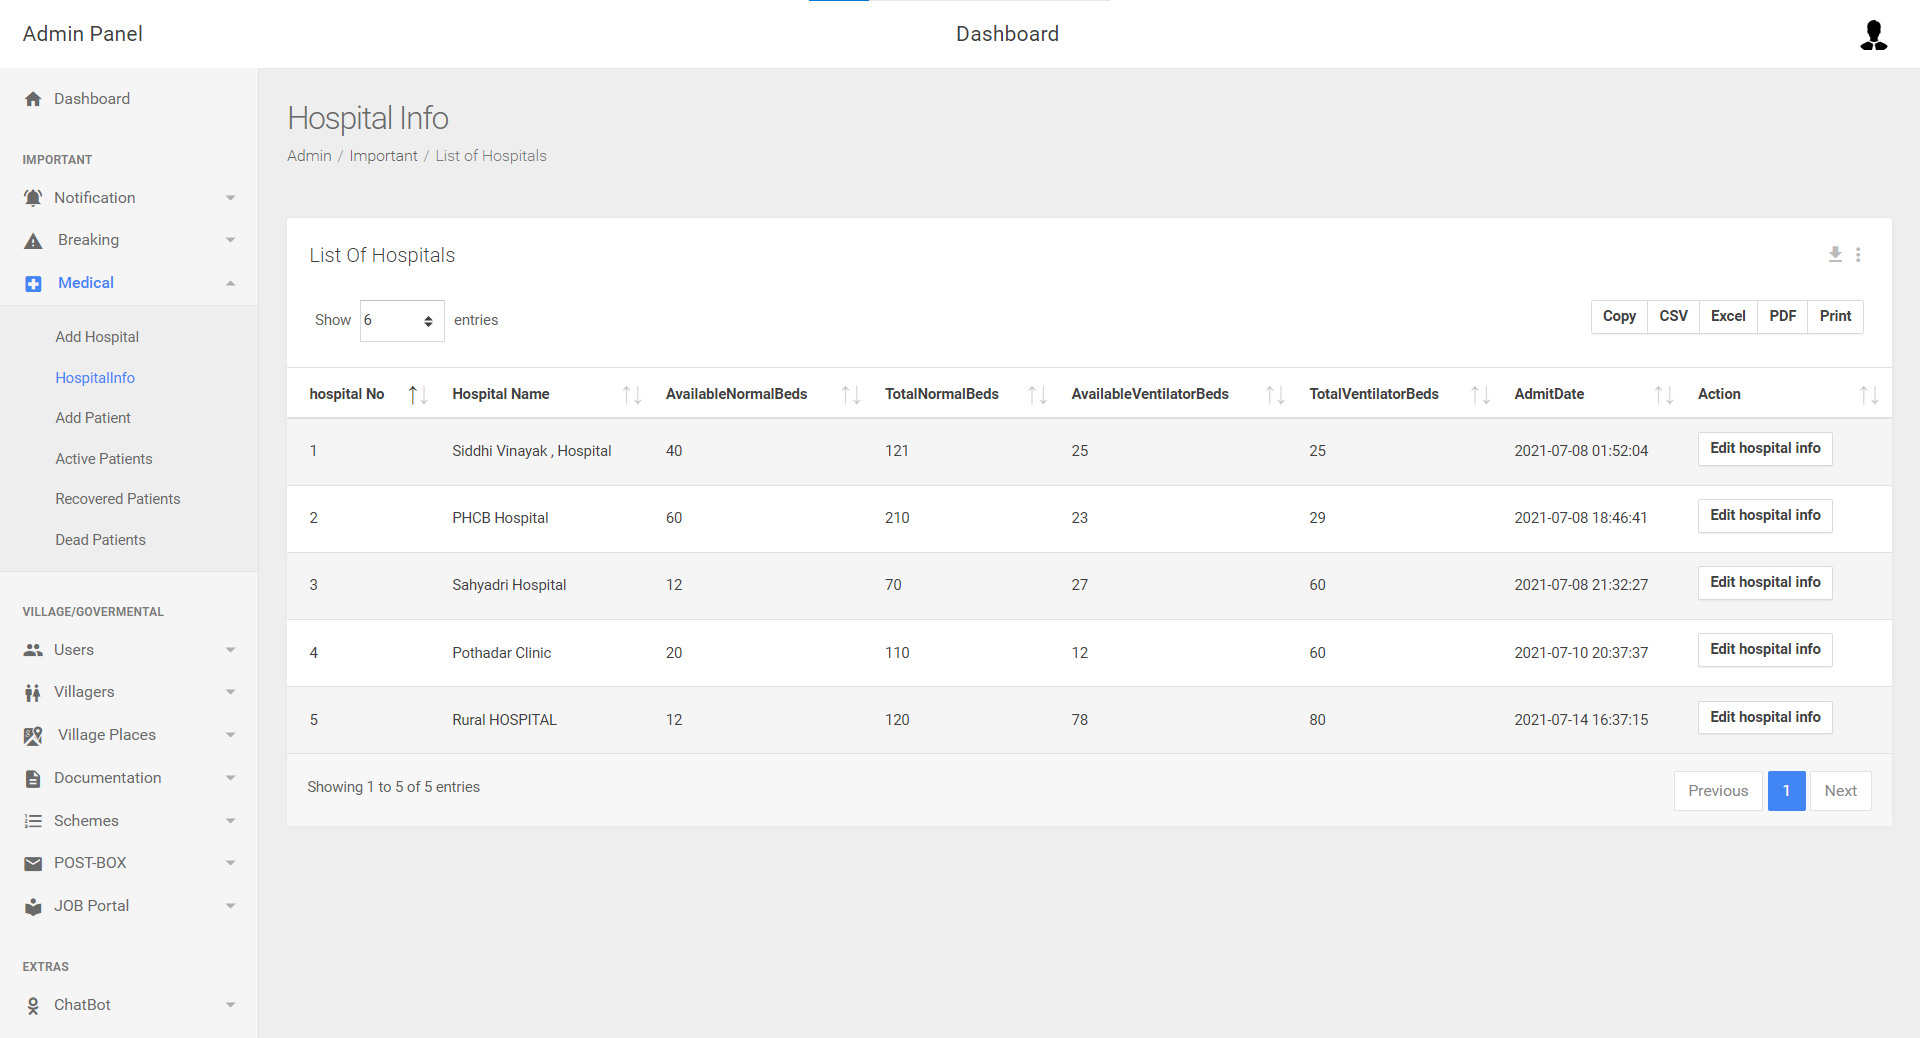 Admin Panel
Dashboard
Dashboard
IMPORTANT
Notification
Breaking
Medical
Add Hospital
HospitalInfo
Add Patient
Active Patients
Recovered Patients
Dead Patients
VILLAGE/GOVERMENTAL
Users
Villagers
Village Places
Documentation
Schemes
POST-BOX
JOB Portal
EXTRAS
ChatBot
Hospital Info
Admin / Important / List of Hospitals
List Of Hospitals
Show 6 entries
Copy CSV Excel PDF Print
hospital No Hospital Name AvailableNormalBeds TotalNormalBeds AvailableVentilatorBeds TotalVentilatorBeds AdmitDate Action
1 Siddhi Vinayak , Hospital 40 121 25 25 2021-07-08 01:52:04 Edit hospital info
2 PHCB Hospital 60 210 23 29 2021-07-08 18:46:41 Edit hospital info
3 Sahyadri Hospital 12 70 27 60 2021-07-08 21:32:27 Edit hospital info
4 Pothadar Clinic 20 110 12 60 2021-07-10 20:37:37 Edit hospital info
5 Rural HOSPITAL 12 120 78 80 2021-07-14 16:37:15 Edit hospital info
Showing 1 to 5 of 5 entries
Previous 1 Next